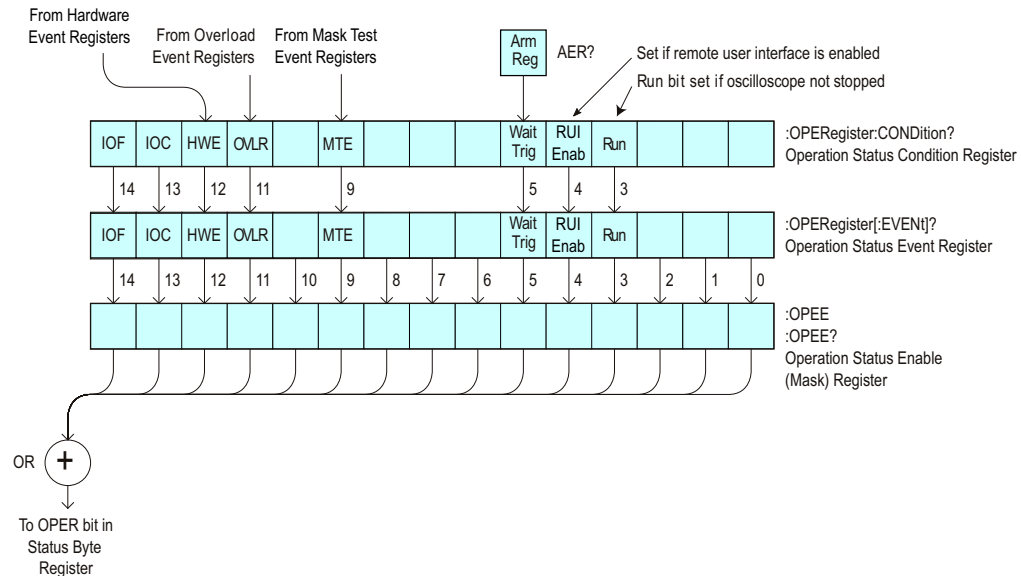 From Hardware
Event Registers
From Overload
Event Registers
From Mask Test
Event Registers
Arm
Reg
AER?
Set if remote user interface is enabled
Run bit set if oscilloscope not stopped
IOF IOC HWE OVLR MTE Wait Trig RUI Enab Run
:OPERegister:CONDition?
Operation Status Condition Register
14 13 12 11 9 5 4 3
IOF IOC HWE OVLR MTE Wait Trig RUI Enab Run
:OPERegister[:EVENt]?
Operation Status Event Register
14 13 12 11 10 9 8 7 6 5 4 3 2 1 0
:OPEE
:OPEE?
Operation Status Enable
(Mask) Register
OR +
To OPER bit in
Status Byte
Register